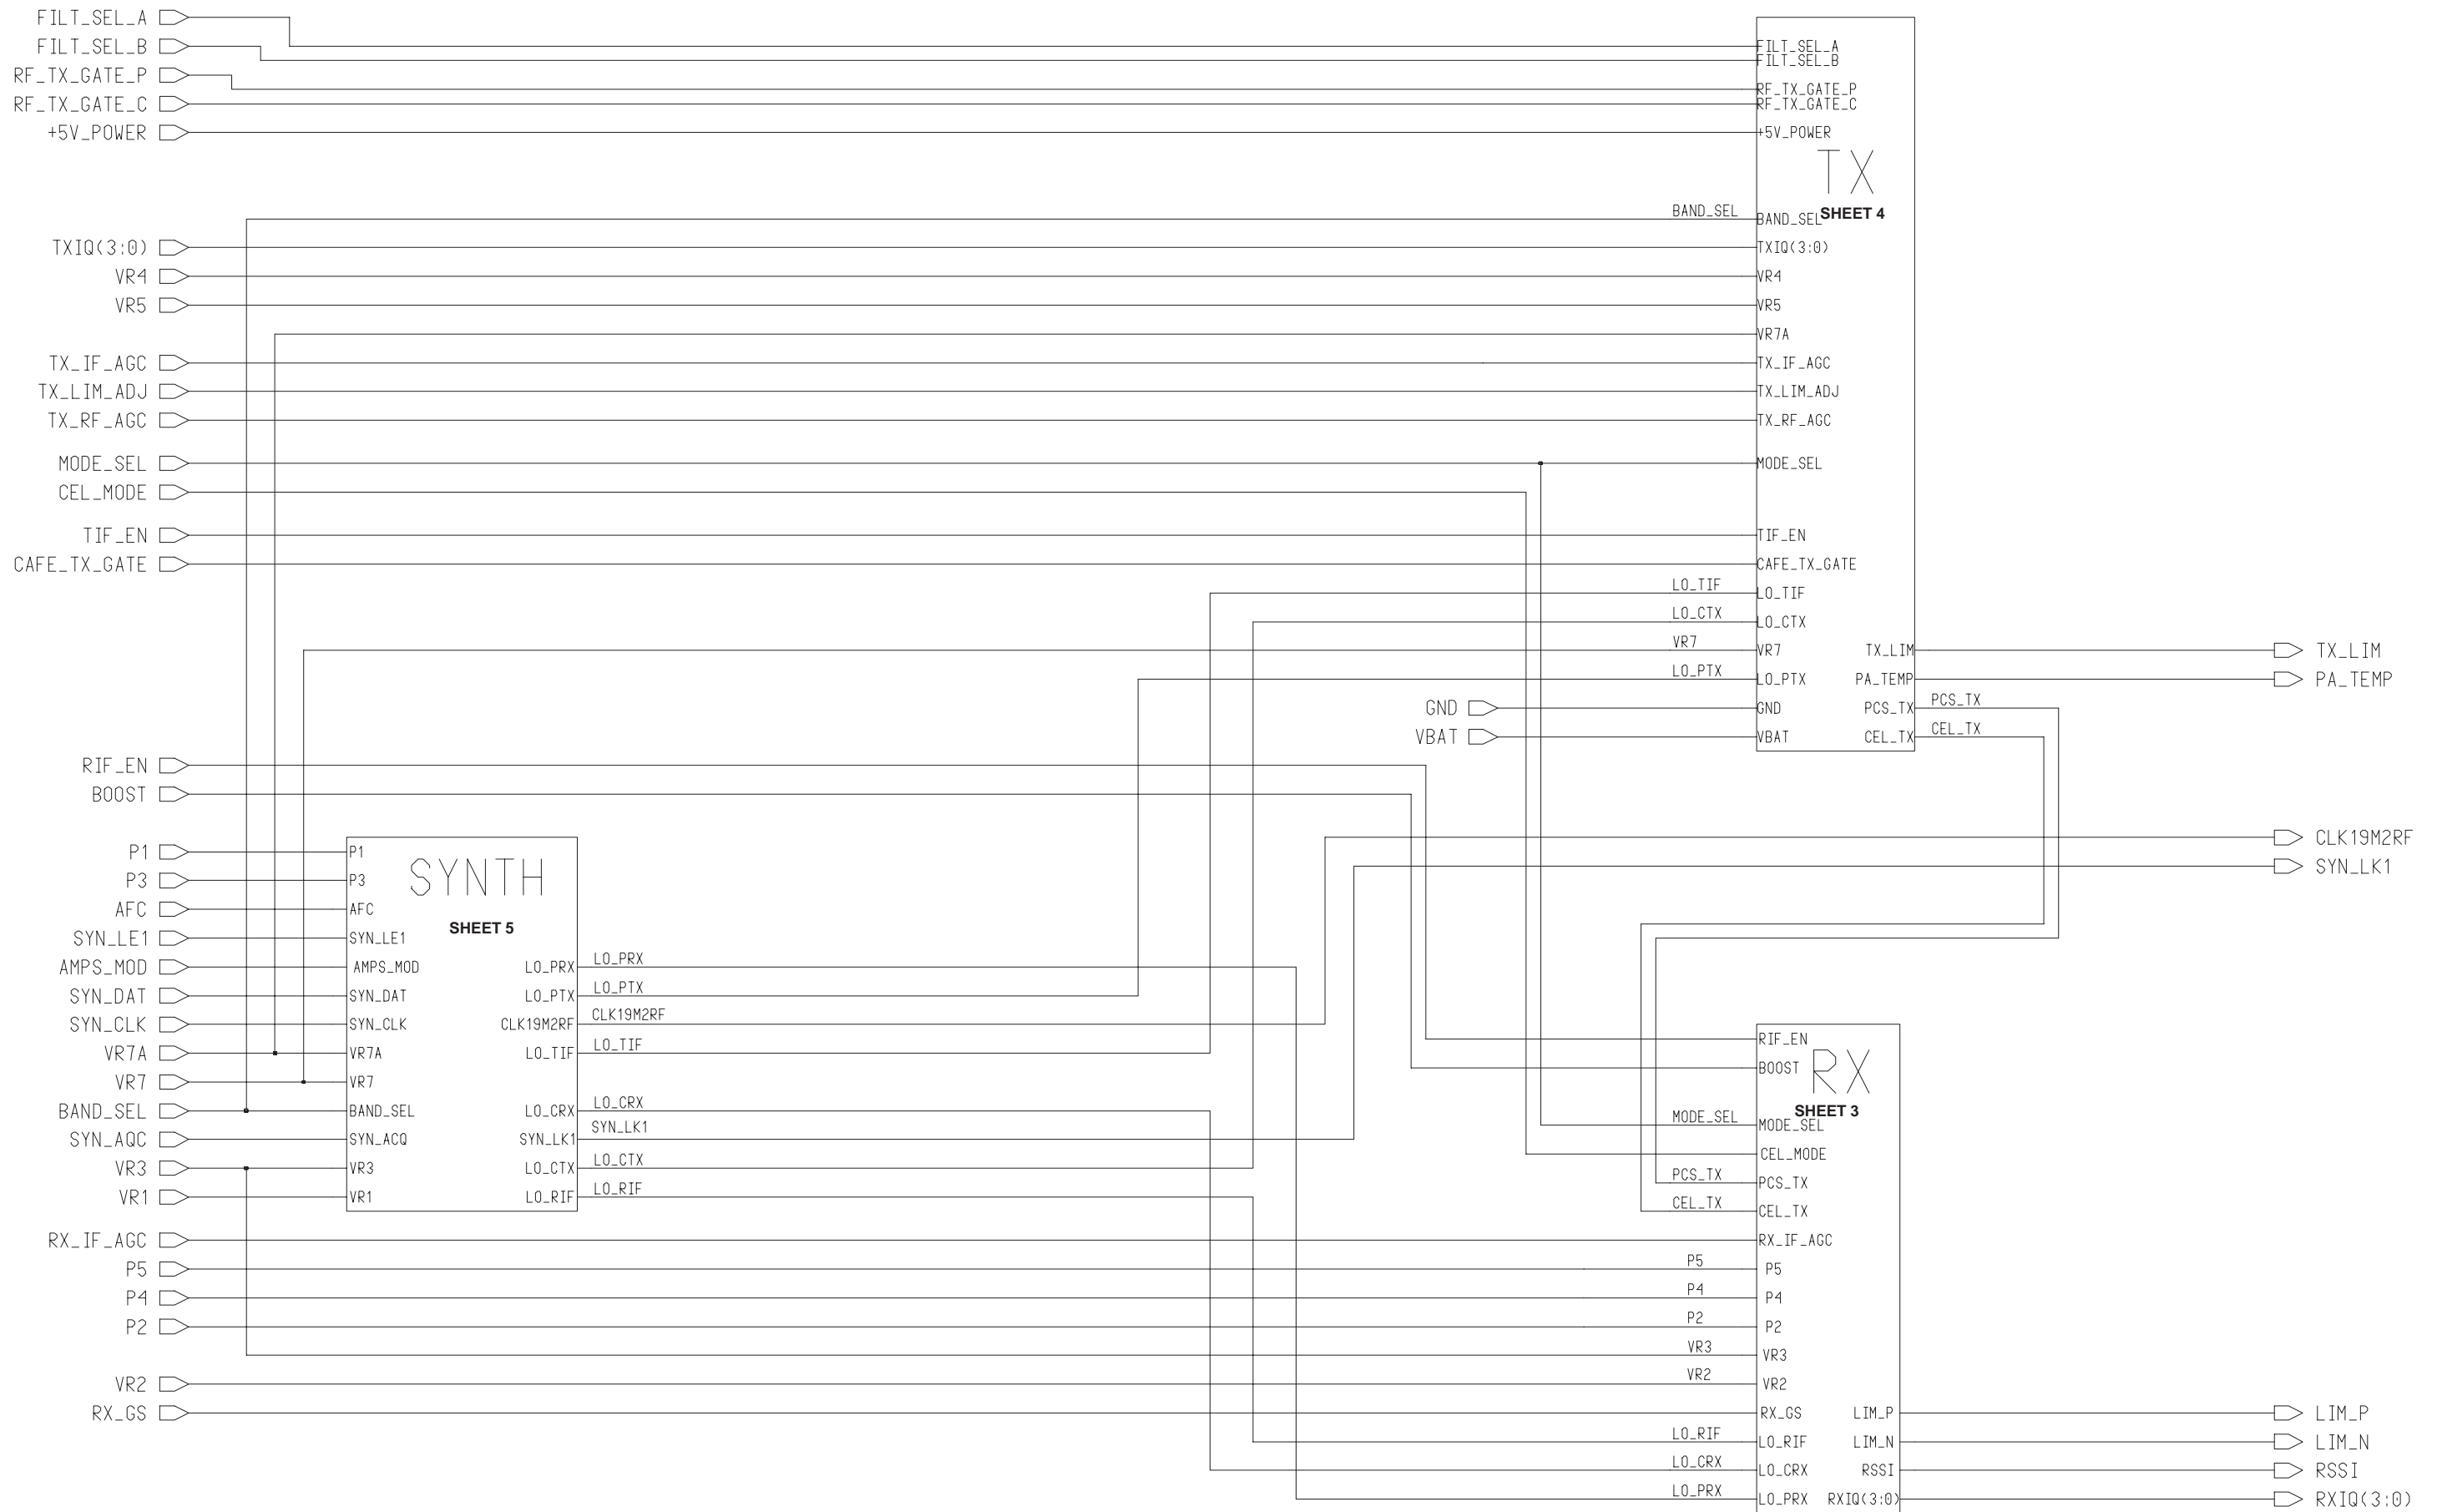 FILT_SEL_A
FILT_SEL_B
RF_TX_GATE_P
RF_TX_GATE_C
+5V_POWER
TXIQ(3:0)
VR4
VR5
TX_IF_AGC
TX_LIM_ADJ
TX_RF_AGC
MODE_SEL
CEL_MODE
TIF_EN
CAFE_TX_GATE
RIF_EN
BOOST
P1
P3
AFC
SYN_LE1
AMPS_MOD
SYN_DAT
SYN_CLK
VR7A
VR7
BAND_SEL
SYN_AQC
VR3
VR1
RX_IF_AGC
P5
P4
P2
VR2
RX_GS
SYNTH
SHEET 5
P1
P3
AFC
SYN_LE1
AMPS_MOD
SYN_DAT
SYN_CLK
VR7A
VR7
BAND_SEL
SYN_ACQ
VR3
VR1
LO_PRX
LO_PTX
CLK19M2RF
LO_TIF
LO_CRX
SYN_LK1
LO_CTX
LO_RIF
LO_PRX
LO_PTX
CLK19M2RF
LO_TIF
LO_CRX
SYN_LK1
LO_CTX
LO_RIF
BAND_SEL
LO_TIF
LO_CTX
VR7
LO_PTX
GND
VBAT
FILT_SEL_A
FILT_SEL_B
RF_TX_GATE_P
RF_TX_GATE_C
+5V_POWER
TX
SHEET 4
BAND_SEL
TXIQ(3:0)
VR4
VR5
VR7A
TX_IF_AGC
TX_LIM_ADJ
TX_RF_AGC
MODE_SEL
TIF_EN
CAFE_TX_GATE
LO_TIF
LO_CTX
VR7
LO_PTX
GND
VBAT
TX_LIM
PA_TEMP
PCS_TX
CEL_TX
PCS_TX
CEL_TX
TX_LIM
PA_TEMP
CLK19M2RF
SYN_LK1
MODE_SEL
PCS_TX
CEL_TX
P5
P4
P2
VR3
VR2
LO_RIF
LO_CRX
LO_PRX
RIF_EN
BOOST
RX
SHEET 3
MODE_SEL
CEL_MODE
PCS_TX
CEL_TX
RX_IF_AGC
P5
P4
P2
VR3
VR2
RX_GS
LO_RIF
LO_CRX
LO_PRX
LIM_P
LIM_N
RSSI
RXIQ(3:0)
LIM_P
LIM_N
RSSI
RXIQ(3:0)